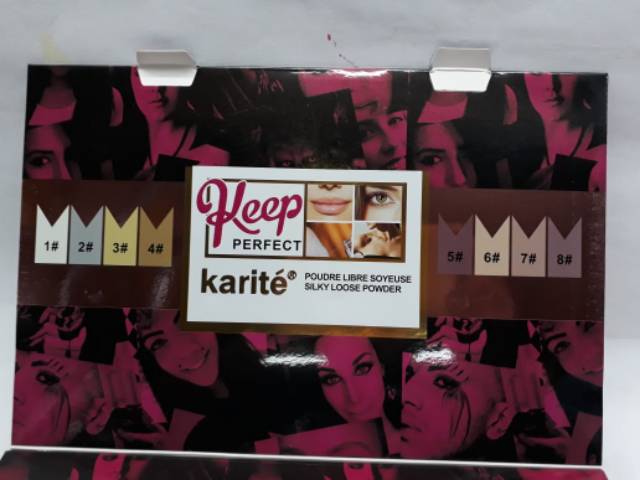 Keep
PERFECT
karité®
POUDRE LIBRE SOYEUSE
SILKY LOOSE POWDER
1# 2# 3# 4#
5# 6# 7# 8#